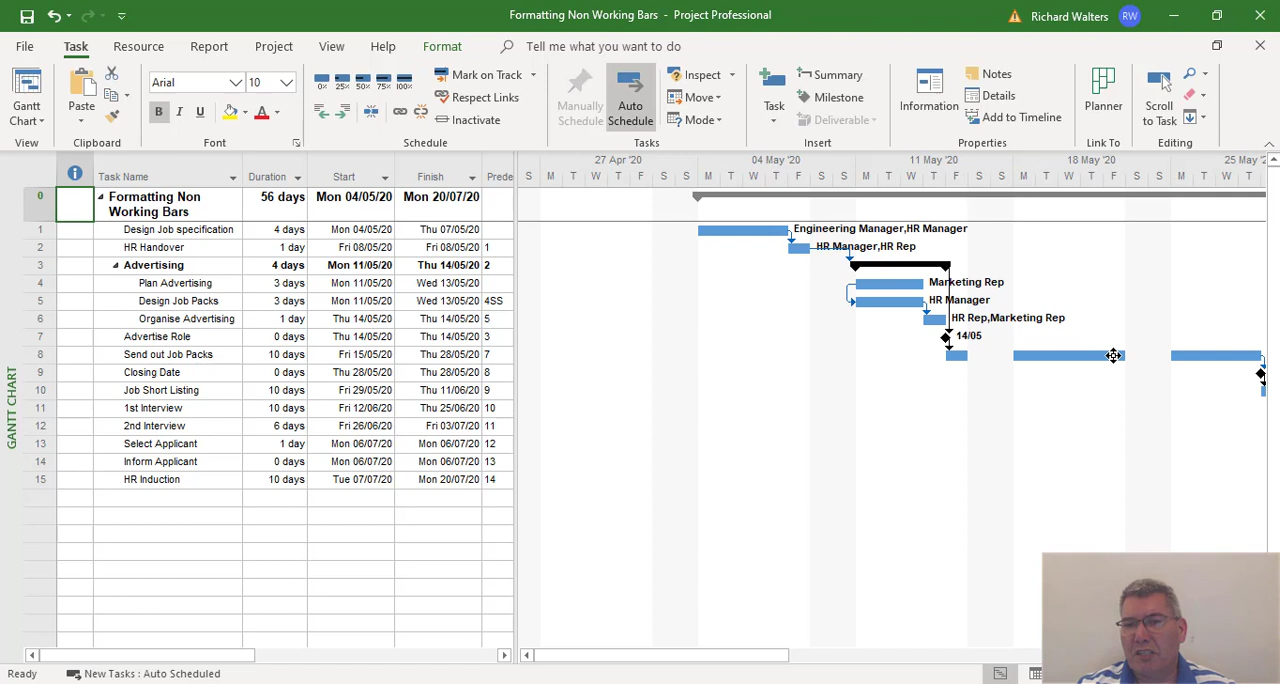 Formatting Non Working Bars - Project Professional
Richard Walters RW
File Task Resource Report Project View Help Format Tell me what you want to do
Gantt Chart
View
Paste
Clipboard
Arial 10
B I U A
Font
0% 25% 50% 75% 100%
Mark on Track
Respect Links
Inactivate
Schedule
Manually Schedule
Auto Schedule
Inspect
Move
Mode
Tasks
Task
Summary
Milestone
Deliverable
Insert
Information
Notes
Details
Add to Timeline
Properties
Planner
Link To
Scroll to Task
Editing
27 Apr '20 04 May '20 11 May '20 18 May '20 25 May '2
Task Name Duration Start Finish Prede
S M T W T F S S M T W T F S S M T W T F S S M T W T F S S M T W T
0 Formatting Non Working Bars 56 days Mon 04/05/20 Mon 20/07/20
1 Design Job specification 4 days Mon 04/05/20 Thu 07/05/20 Engineering Manager,HR Manager
2 HR Handover 1 day Fri 08/05/20 Fri 08/05/20 1 HR Manager,HR Rep
3 Advertising 4 days Mon 11/05/20 Thu 14/05/20 2
4 Plan Advertising 3 days Mon 11/05/20 Wed 13/05/20 Marketing Rep
5 Design Job Packs 3 days Mon 11/05/20 Wed 13/05/20 4SS HR Manager
6 Organise Advertising 1 day Thu 14/05/20 Thu 14/05/20 5 HR Rep,Marketing Rep
7 Advertise Role 0 days Thu 14/05/20 Thu 14/05/20 3 14/05
8 Send out Job Packs 10 days Fri 15/05/20 Thu 28/05/20 7
9 Closing Date 0 days Thu 28/05/20 Thu 28/05/20 8
10 Job Short Listing 10 days Fri 29/05/20 Thu 11/06/20 9
11 1st Interview 10 days Fri 12/06/20 Thu 25/06/20 10
12 2nd Interview 6 days Fri 26/06/20 Fri 03/07/20 11
13 Select Applicant 1 day Mon 06/07/20 Mon 06/07/20 12
14 Inform Applicant 0 days Mon 06/07/20 Mon 06/07/20 13
15 HR Induction 10 days Tue 07/07/20 Mon 20/07/20 14
GANTT CHART
Ready New Tasks : Auto Scheduled